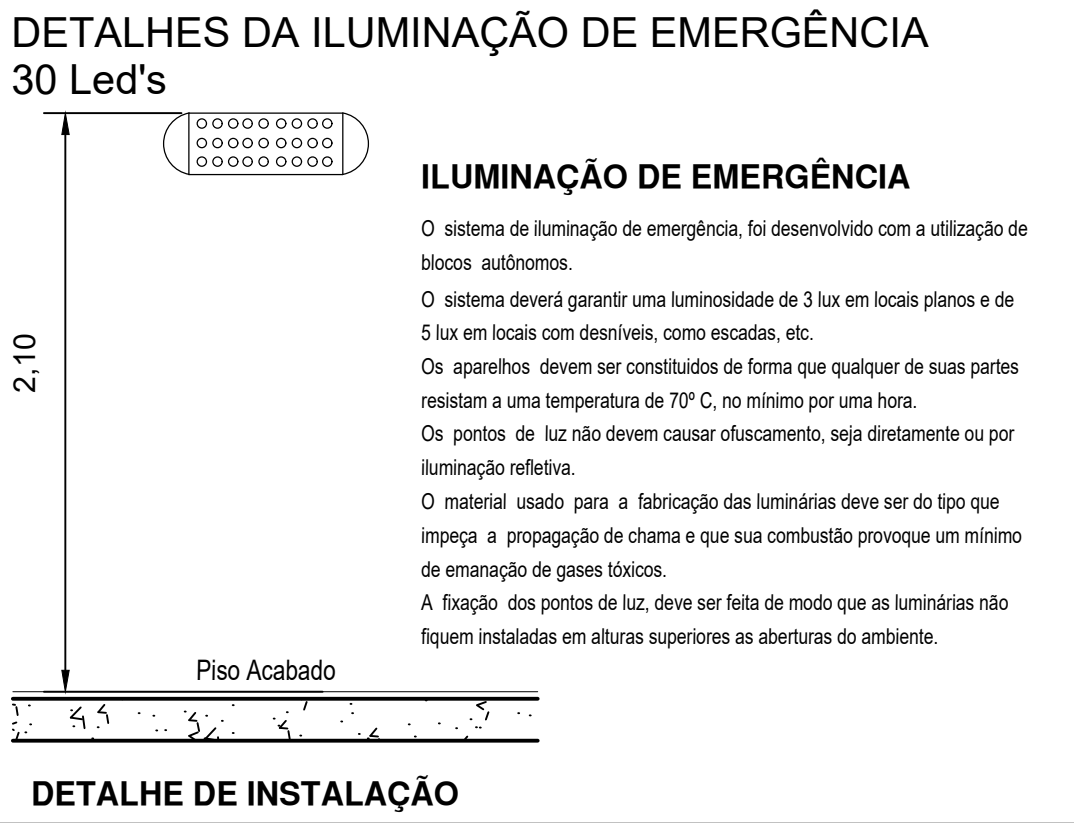 DETALHES DA ILUMINAÇÃO DE EMERGÊNCIA
30 Led's
2,10
ILUMINAÇÃO DE EMERGÊNCIA
O sistema de iluminação de emergência, foi desenvolvido com a utilização de
blocos autônomos.
O sistema deverá garantir uma luminosidade de 3 lux em locais planos e de
5 lux em locais com desníveis, como escadas, etc.
Os aparelhos devem ser constituidos de forma que qualquer de suas partes
resistam a uma temperatura de 70º C, no mínimo por uma hora.
Os pontos de luz não devem causar ofuscamento, seja diretamente ou por
iluminação refletiva.
O material usado para a fabricação das luminárias deve ser do tipo que
impeça a propagação de chama e que sua combustão provoque um mínimo
de emanação de gases tóxicos.
A fixação dos pontos de luz, deve ser feita de modo que as luminárias não
fiquem instaladas em alturas superiores as aberturas do ambiente.
Piso Acabado
DETALHE DE INSTALAÇÃO